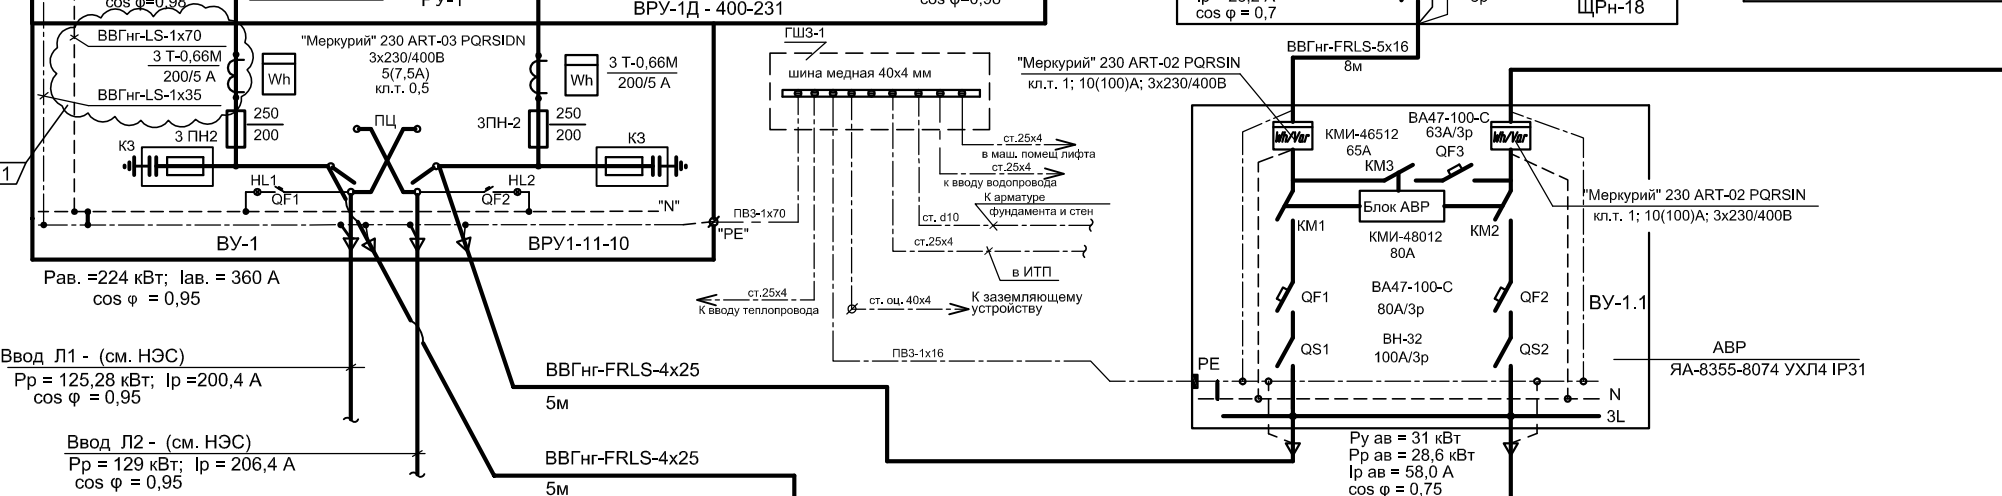 cos φ=0,98
РУ-1
ВРУ-1Д - 400-231
cos φ=0,98
cos φ = 0,7
ЩРн-18
ВВГнг-LS-1х70
3 Т-0,66М
200/5 А
Wh
ВВГнг-LS-1х35
"Меркурий" 230 ART-03 PQRSIDN
3х230/400В
5(7,5А)
кл.т. 0,5
Wh
3 Т-0,66М
200/5 А
3 ПН2
250
200
ПЦ
3ПН-2
250
200
КЗ
КЗ
1
HL1
QF1
HL2
QF2
"N"
"PE"
ВУ-1
ВРУ1-11-10
Рав. =224 кВт; Iав. = 360 А
cos φ = 0,95
Ввод Л1 - (см. НЭС)
Рр = 125,28 кВт; Iр =200,4 А
cos φ = 0,95
Ввод Л2 - (см. НЭС)
Рр = 129 кВт; Iр = 206,4 А
cos φ = 0,95
ВВГнг-FRLS-4х25
5м
ВВГнг-FRLS-4х25
5м
ГШЗ-1
шина медная 40х4 мм
ПВ3-1х70
ст.25х4
в маш. помещ лифта
ст.25х4
к вводу водопровода
К арматуре
фундамента и стен
ст. d10
ст.25х4
в ИТП
ст.25х4
К вводу теплопровода
ст. оц. 40х4
К заземляющему
устройству
ПВ3-1х16
ВВГнг-FRLS-5х16
8м
"Меркурий" 230 ART-02 PQRSIN
кл.т. 1; 10(100)А; 3х230/400В
Wh/Var
КМИ-46512
65А
КМ3
ВА47-100-С
63А/3р
QF3
Wh/Var
Блок АВР
КМ1
КМИ-48012
80А
КМ2
"Меркурий" 230 ART-02 PQRSIN
кл.т. 1; 10(100)А; 3х230/400В
QF1
ВА47-100-С
80А/3р
QF2
ВУ-1.1
QS1
ВН-32
100А/3р
QS2
АВР
ЯА-8355-8074 УХЛ4 IP31
РЕ
N
3L
Ру ав = 31 кВт
Рр ав = 28,6 кВт
Iр ав = 58,0 А
cos φ = 0,75